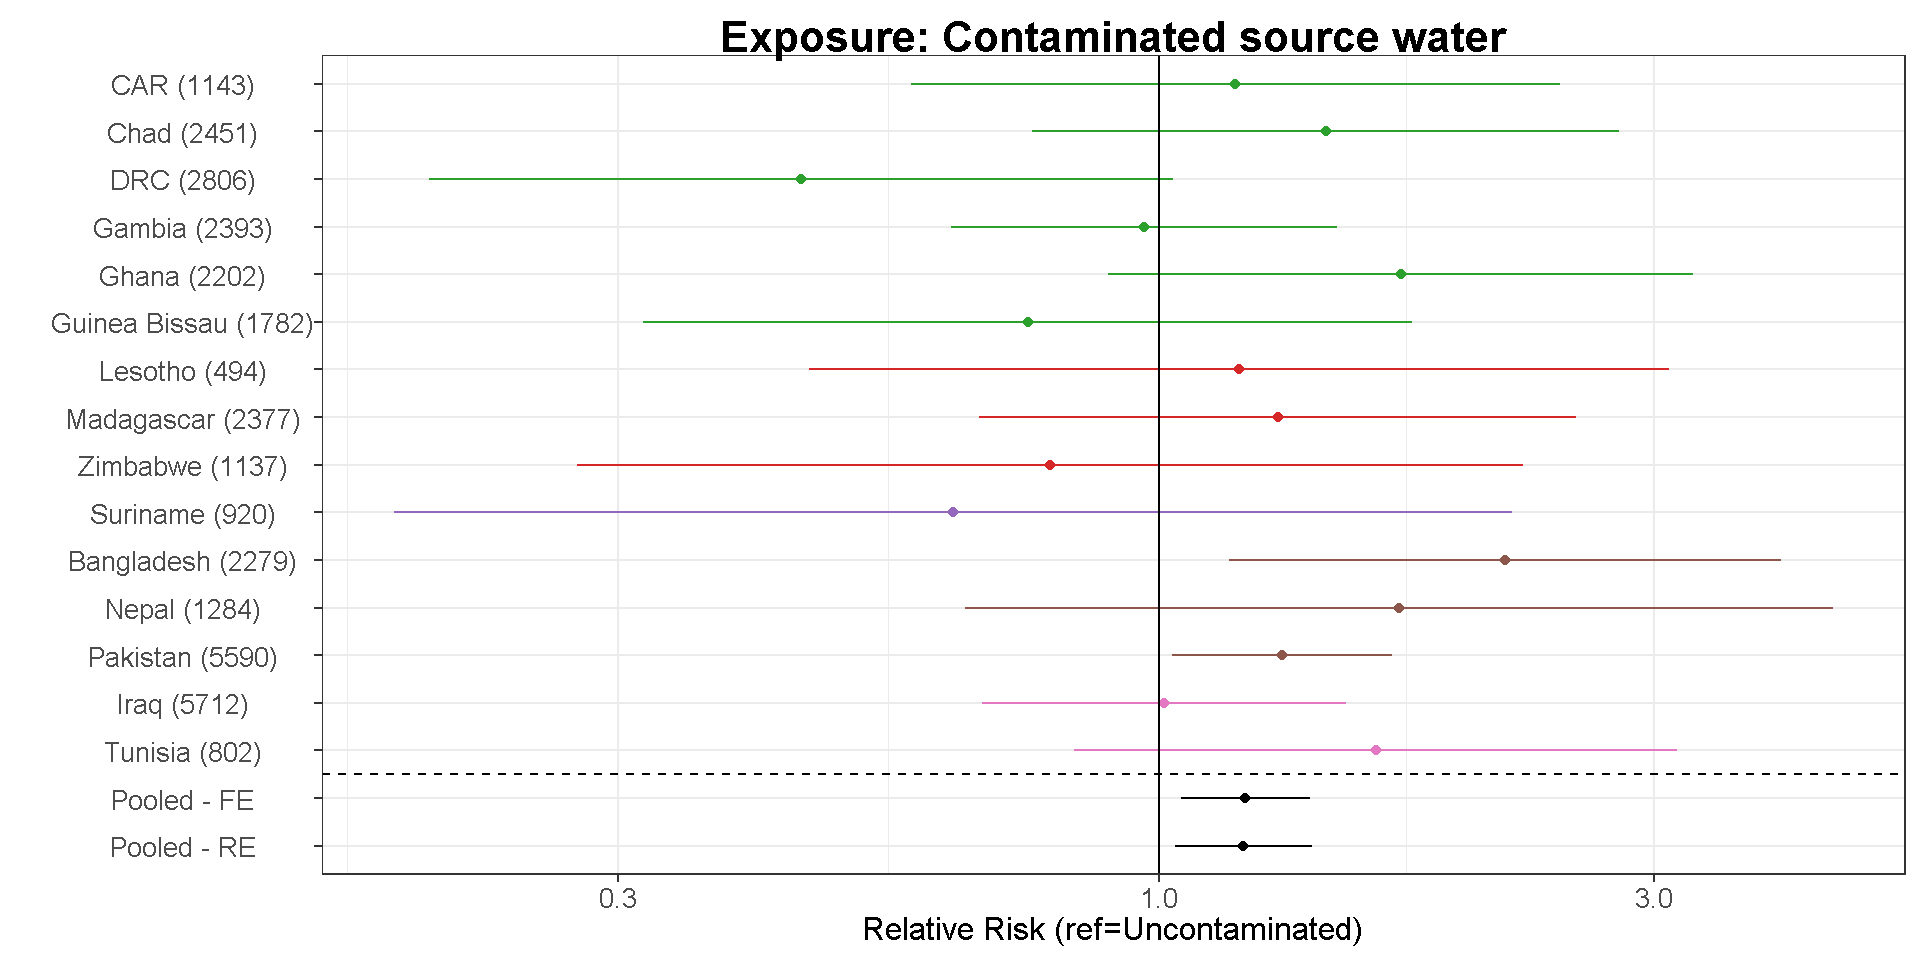 Exposure: Contaminated source water
CAR (1143)
Chad (2451)
DRC (2806)
Gambia (2393)
Ghana (2202)
Guinea Bissau (1782)
Lesotho (494)
Madagascar (2377)
Zimbabwe (1137)
Suriname (920)
Bangladesh (2279)
Nepal (1284)
Pakistan (5590)
Iraq (5712)
Tunisia (802)
Pooled - FE
Pooled - RE
0.3 1.0 3.0
Relative Risk (ref=Uncontaminated)